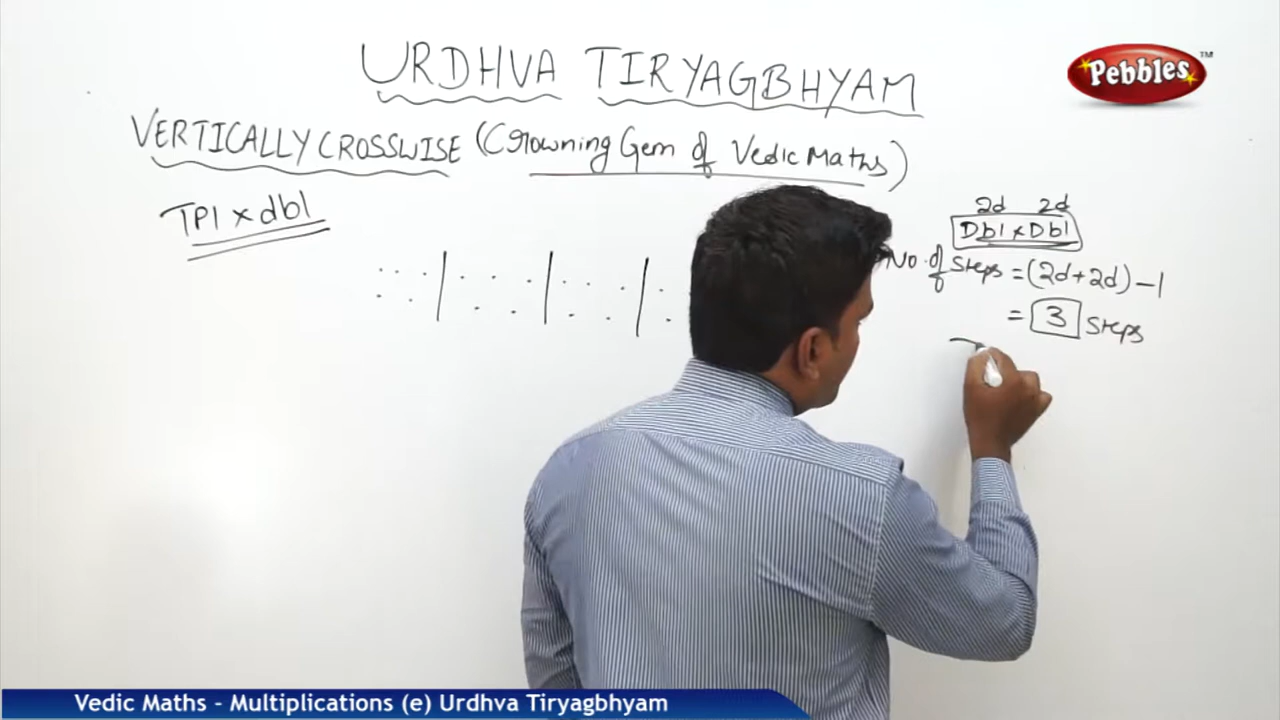 URDHVA TIRYAGBHYAM
Pebbles™
VERTICALLY CROSSWISE (Crowning Gem of Vedic Maths)
TPl × dbl
2d 2d
Dbl × Dbl
No. of Steps = (2d+2d) - 1
= 3 Steps
Vedic Maths - Multiplications (e) Urdhva Tiryagbhyam